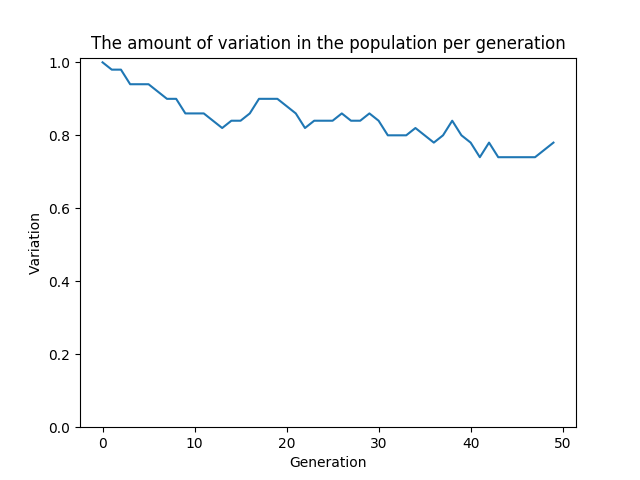 The amount of variation in the population per generation
1.0
0.8
0.6
0.4
0.2
0.0
Variation
0 10 20 30 40 50
Generation